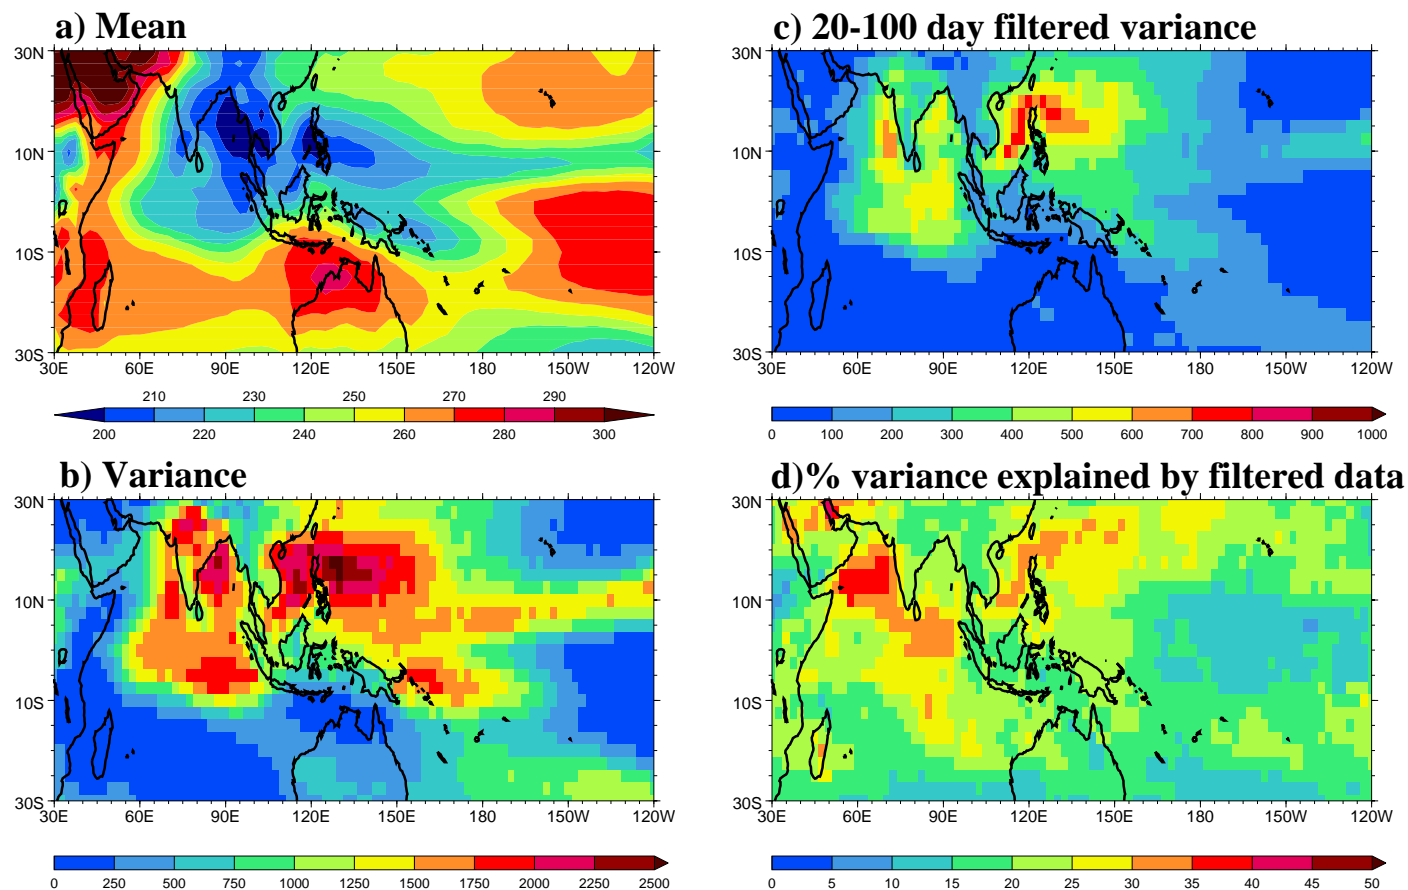 a) Mean
30N
10N
10S
30S
30E 60E 90E 120E 150E 180 150W 120W
210 230 250 270 290
200 220 240 260 280 300
c) 20-100 day filtered variance
30N
10N
10S
30S
30E 60E 90E 120E 150E 180 150W 120W
0 100 200 300 400 500 600 700 800 900 1000
b) Variance
30N
10N
10S
30S
30E 60E 90E 120E 150E 180 150W 120W
0 250 500 750 1000 1250 1500 1750 2000 2250 2500
d)% variance explained by filtered data
30N
10N
10S
30S
30E 60E 90E 120E 150E 180 150W 120W
0 5 10 15 20 25 30 35 40 45 50